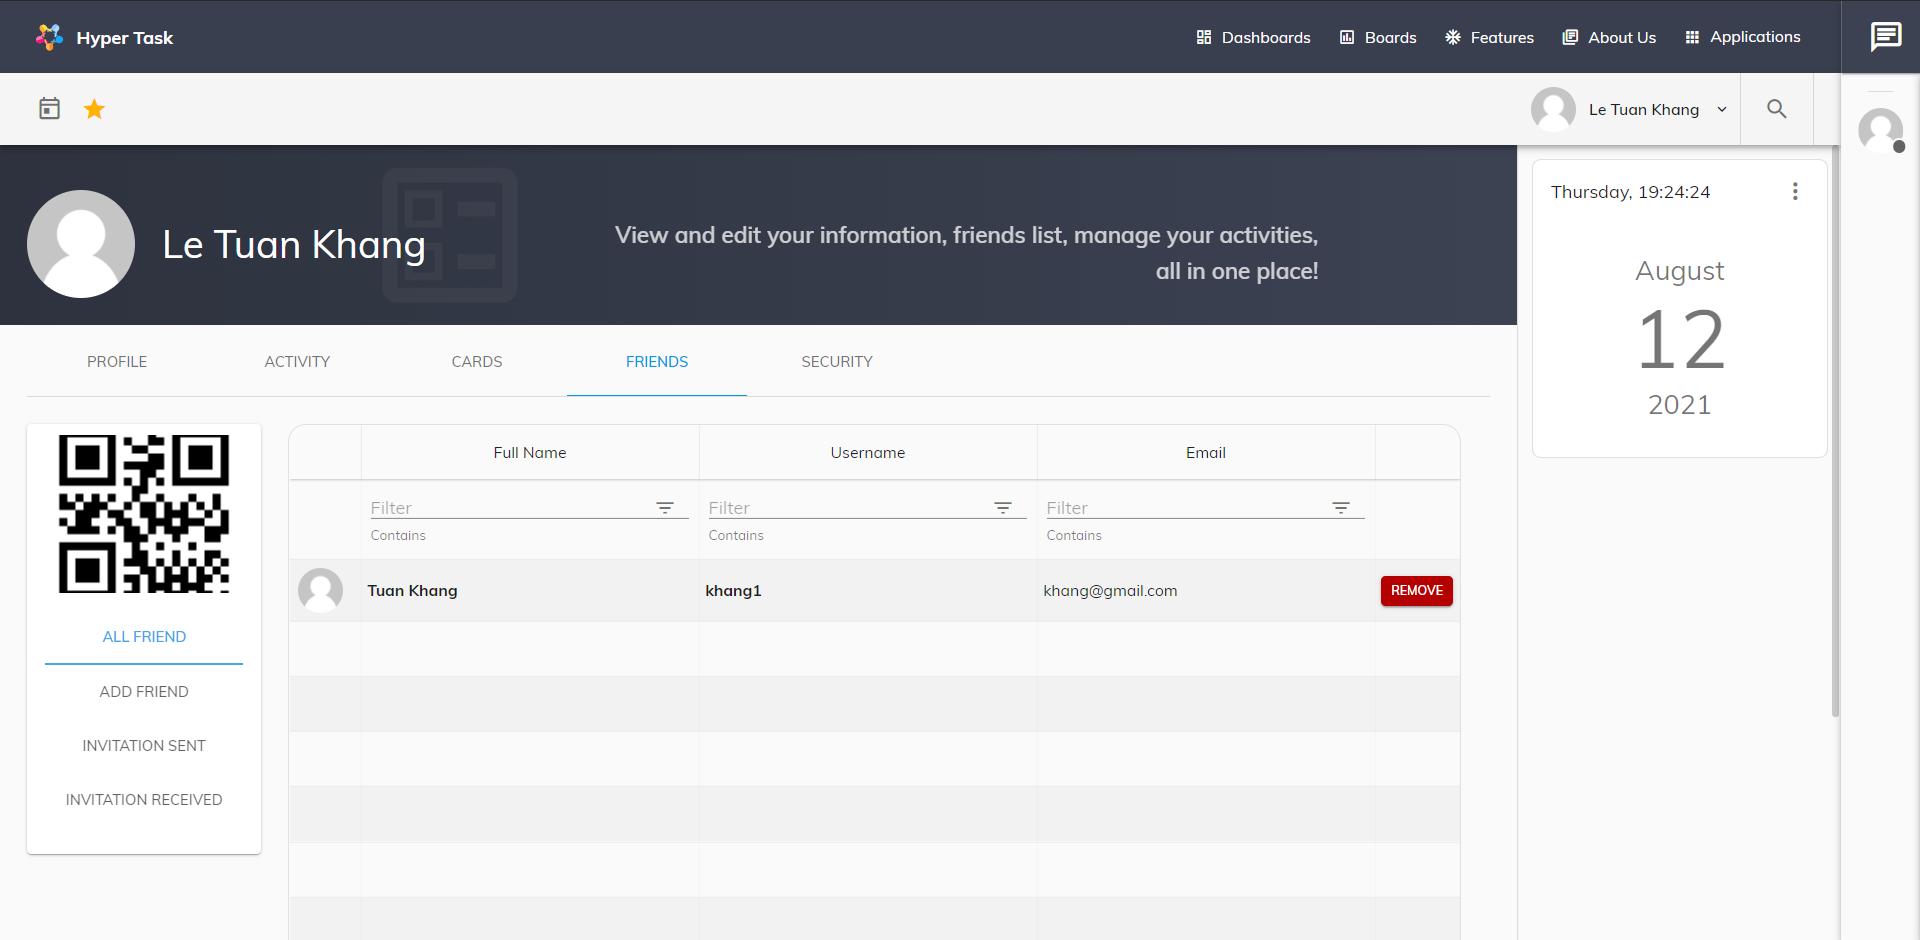 Hyper Task
Dashboards
Boards
Features
About Us
Applications
Le Tuan Khang
Le Tuan Khang
View and edit your information, friends list, manage your activities,
all in one place!
Thursday, 19:24:24
August
12
2021
PROFILE
ACTIVITY
CARDS
FRIENDS
SECURITY
ALL FRIEND
ADD FRIEND
INVITATION SENT
INVITATION RECEIVED
Full Name
Username
Email
Filter
Filter
Filter
Contains
Contains
Contains
Tuan Khang
khang1
khang@gmail.com
REMOVE